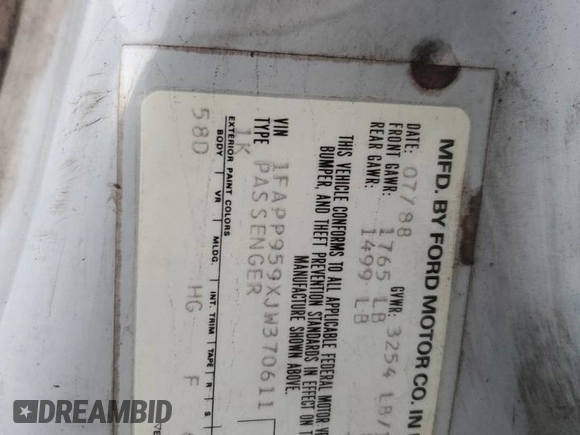 MFD. BY FORD MOTOR CO. IN
DATE: 07/88 GVWR: 3254 LB/
FRONT GAWR: 1765 LB
REAR GAWR: 1499 LB
THIS VEHICLE CONFORMS TO ALL APPLICABLE FEDERAL MOTOR
BUMPER, AND THEFT PREVENTION STANDARDS IN EFFECT ON
MANUFACTURE SHOWN ABOVE.
VIN 1FAPP959XJW370611
TYPE PASSENGER
1K
EXTERIOR PAINT COLORS
BODY VR MLDG. INT. TRIM TAPE R S
58D HG F
DREAMBID